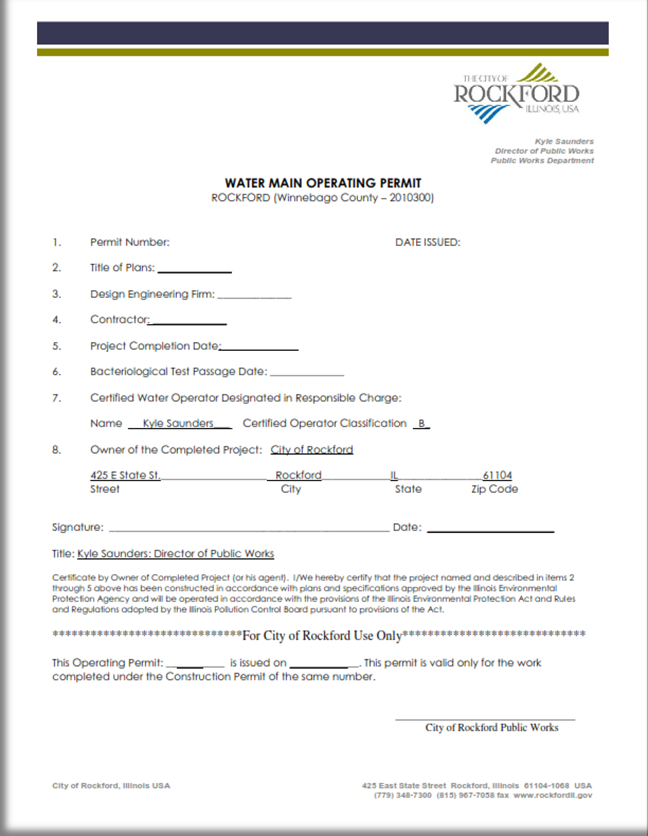 THE CITY OF
ROCKFORD
ILLINOIS, USA
Kyle Saunders
Director of Public Works
Public Works Department
WATER MAIN OPERATING PERMIT
ROCKFORD (Winnebago County – 2010300)
1. Permit Number: DATE ISSUED:
2. Title of Plans: ____________
3. Design Engineering Firm: ____________
4. Contractor: ____________
5. Project Completion Date: ____________
6. Bacteriological Test Passage Date: ____________
7. Certified Water Operator Designated in Responsible Charge:
Name __Kyle Saunders___ Certified Operator Classification _B_
8. Owner of the Completed Project: City of Rockford
425 E State St. Rockford IL 61104
Street City State Zip Code
Signature: ____________ Date: ____________
Title: Kyle Saunders; Director of Public Works
Certificate by Owner of Completed Project (or his agent). I/We hereby certify that the project named and described in items 2
through 5 above has been constructed in accordance with plans and specifications approved by the Illinois Environmental
Protection Agency and will be operated in accordance with the provisions of the Illinois Environmental Protection Act and Rules
and Regulations adopted by the Illinois Pollution Control Board pursuant to provisions of the Act.
******************************For City of Rockford Use Only*****************************
This Operating Permit: _________ is issued on ____________. This permit is valid only for the work
completed under the Construction Permit of the same number.
City of Rockford Public Works
City of Rockford, Illinois USA
425 East State Street Rockford, Illinois 61104-1068 USA
(779) 348-7300 (815) 967-7058 fax www.rockfordil.gov